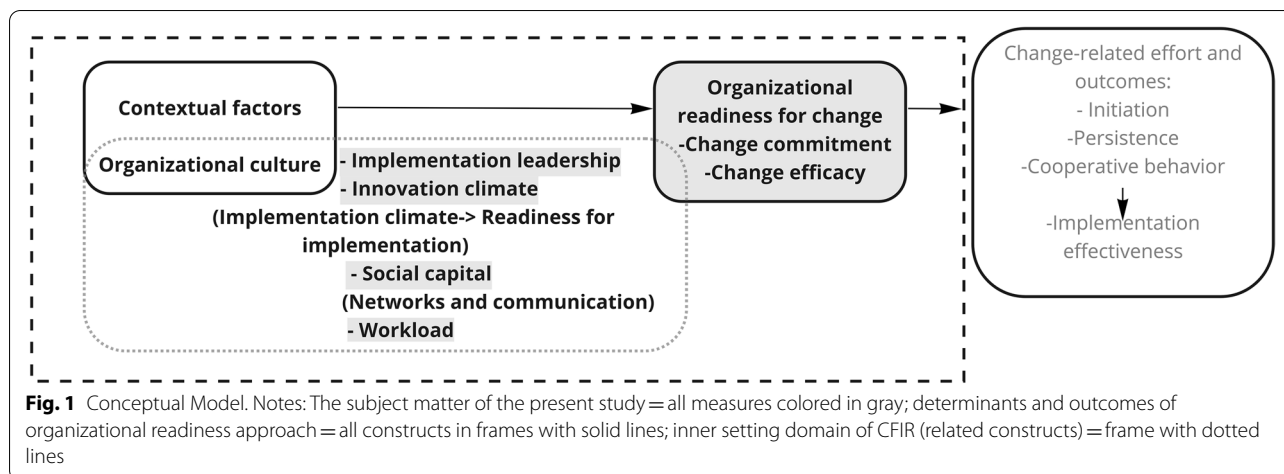 Contextual factors
Organizational culture
- Implementation leadership
- Innovation climate
(Implementation climate-> Readiness for
implementation)
- Social capital
(Networks and communication)
- Workload
Organizational
readiness for change
-Change commitment
-Change efficacy
Change-related effort and
outcomes:
- Initiation
-Persistence
-Cooperative behavior
-Implementation
effectiveness
Fig. 1 Conceptual Model. Notes: The subject matter of the present study = all measures colored in gray; determinants and outcomes of
organizational readiness approach = all constructs in frames with solid lines; inner setting domain of CFIR (related constructs) = frame with dotted
lines